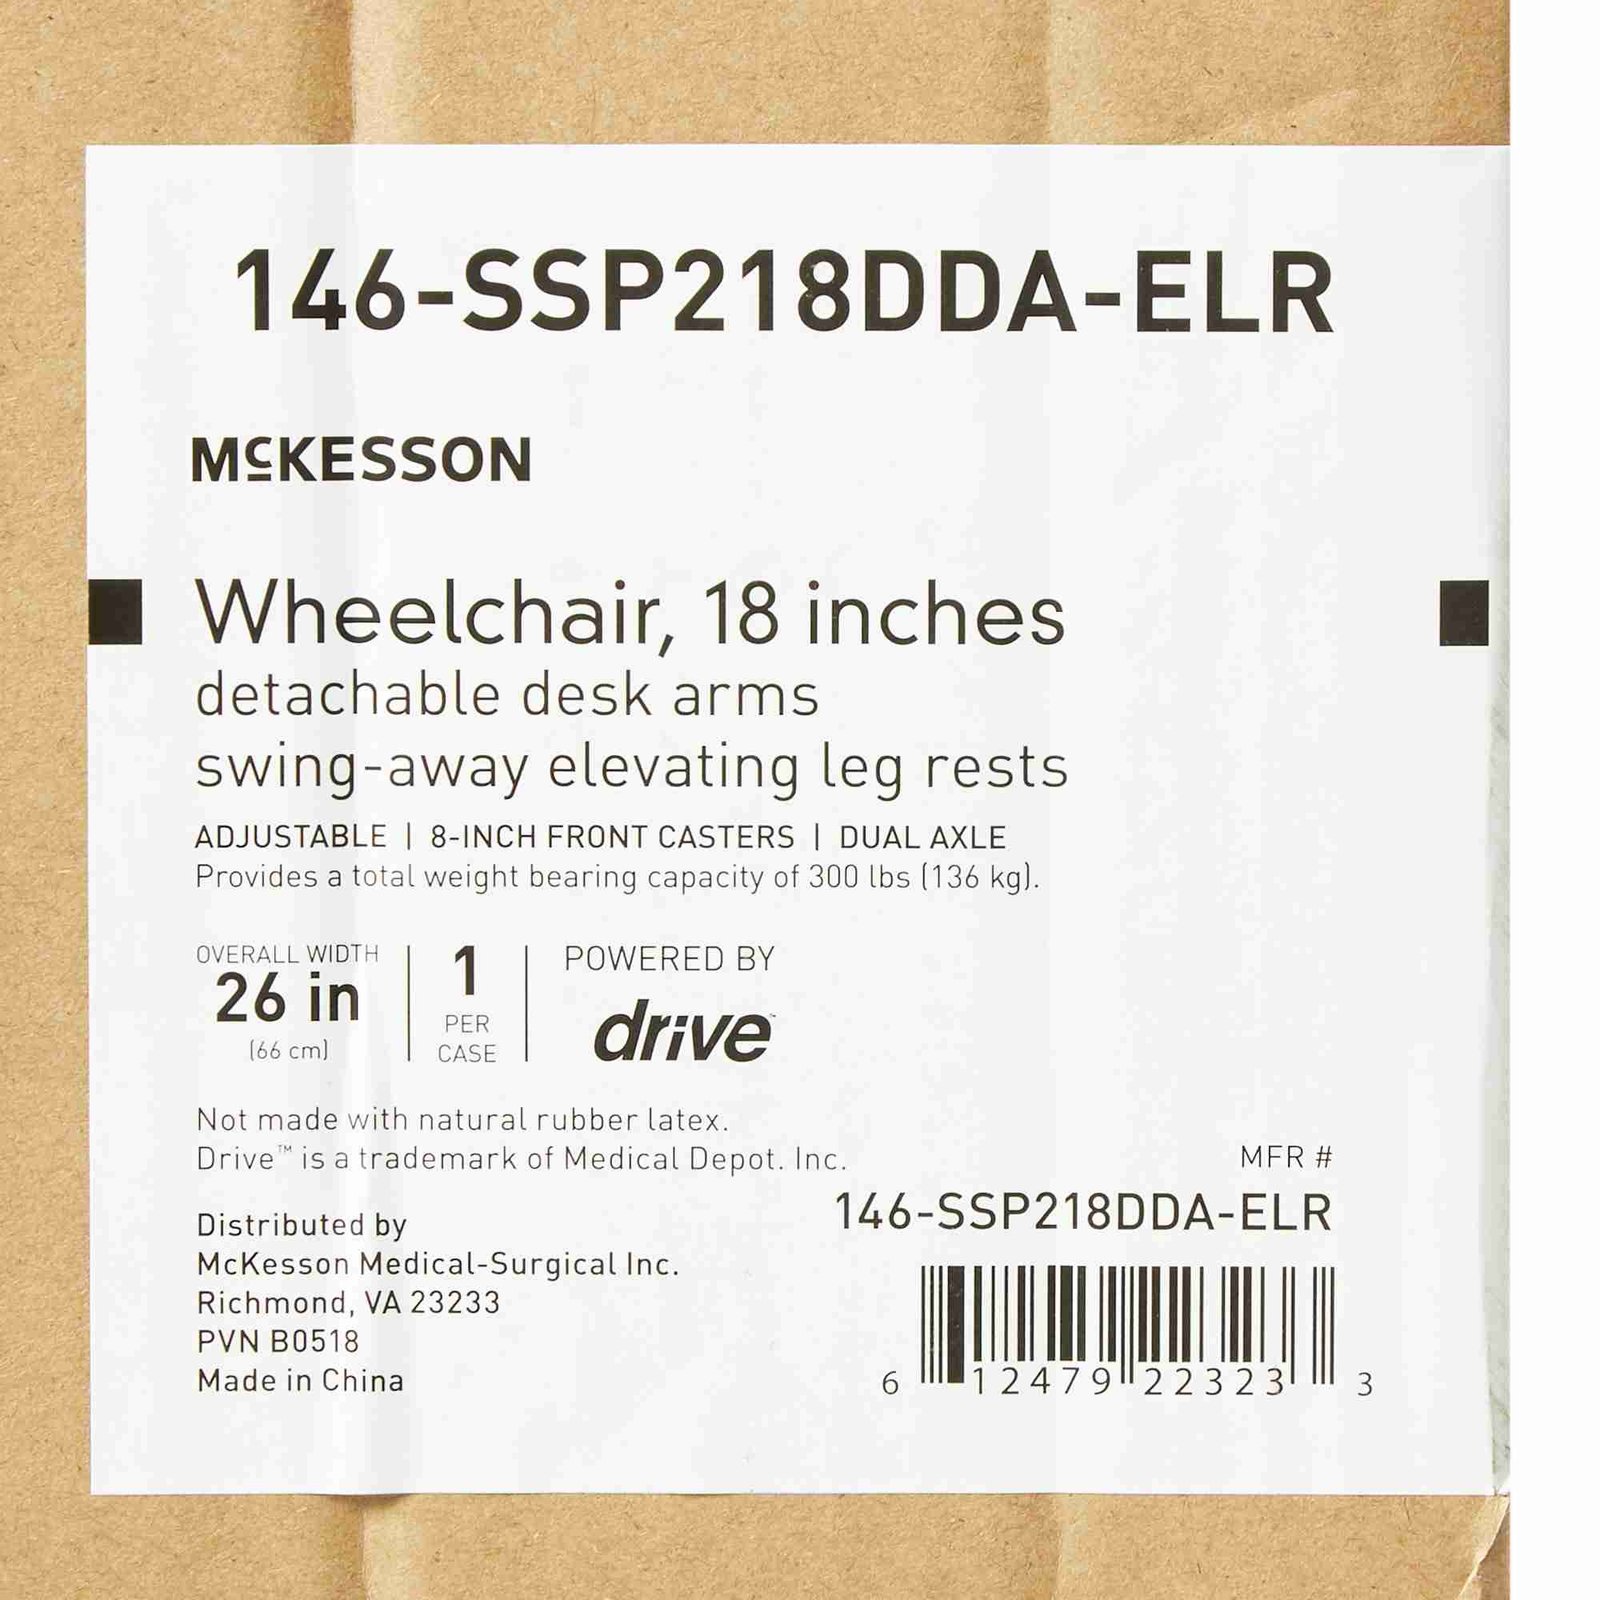 146-SSP218DDA-ELR
McKESSON
Wheelchair, 18 inches
detachable desk arms
swing-away elevating leg rests
ADJUSTABLE | 8-INCH FRONT CASTERS | DUAL AXLE
Provides a total weight bearing capacity of 300 lbs (136 kg).
OVERALL WIDTH
26 in
(66 cm)
1
PER
CASE
POWERED BY
drive™
Not made with natural rubber latex.
Drive™ is a trademark of Medical Depot. Inc.
Distributed by
McKesson Medical-Surgical Inc.
Richmond, VA 23233
PVN B0518
Made in China
MFR #
146-SSP218DDA-ELR
6 12479 22323 3